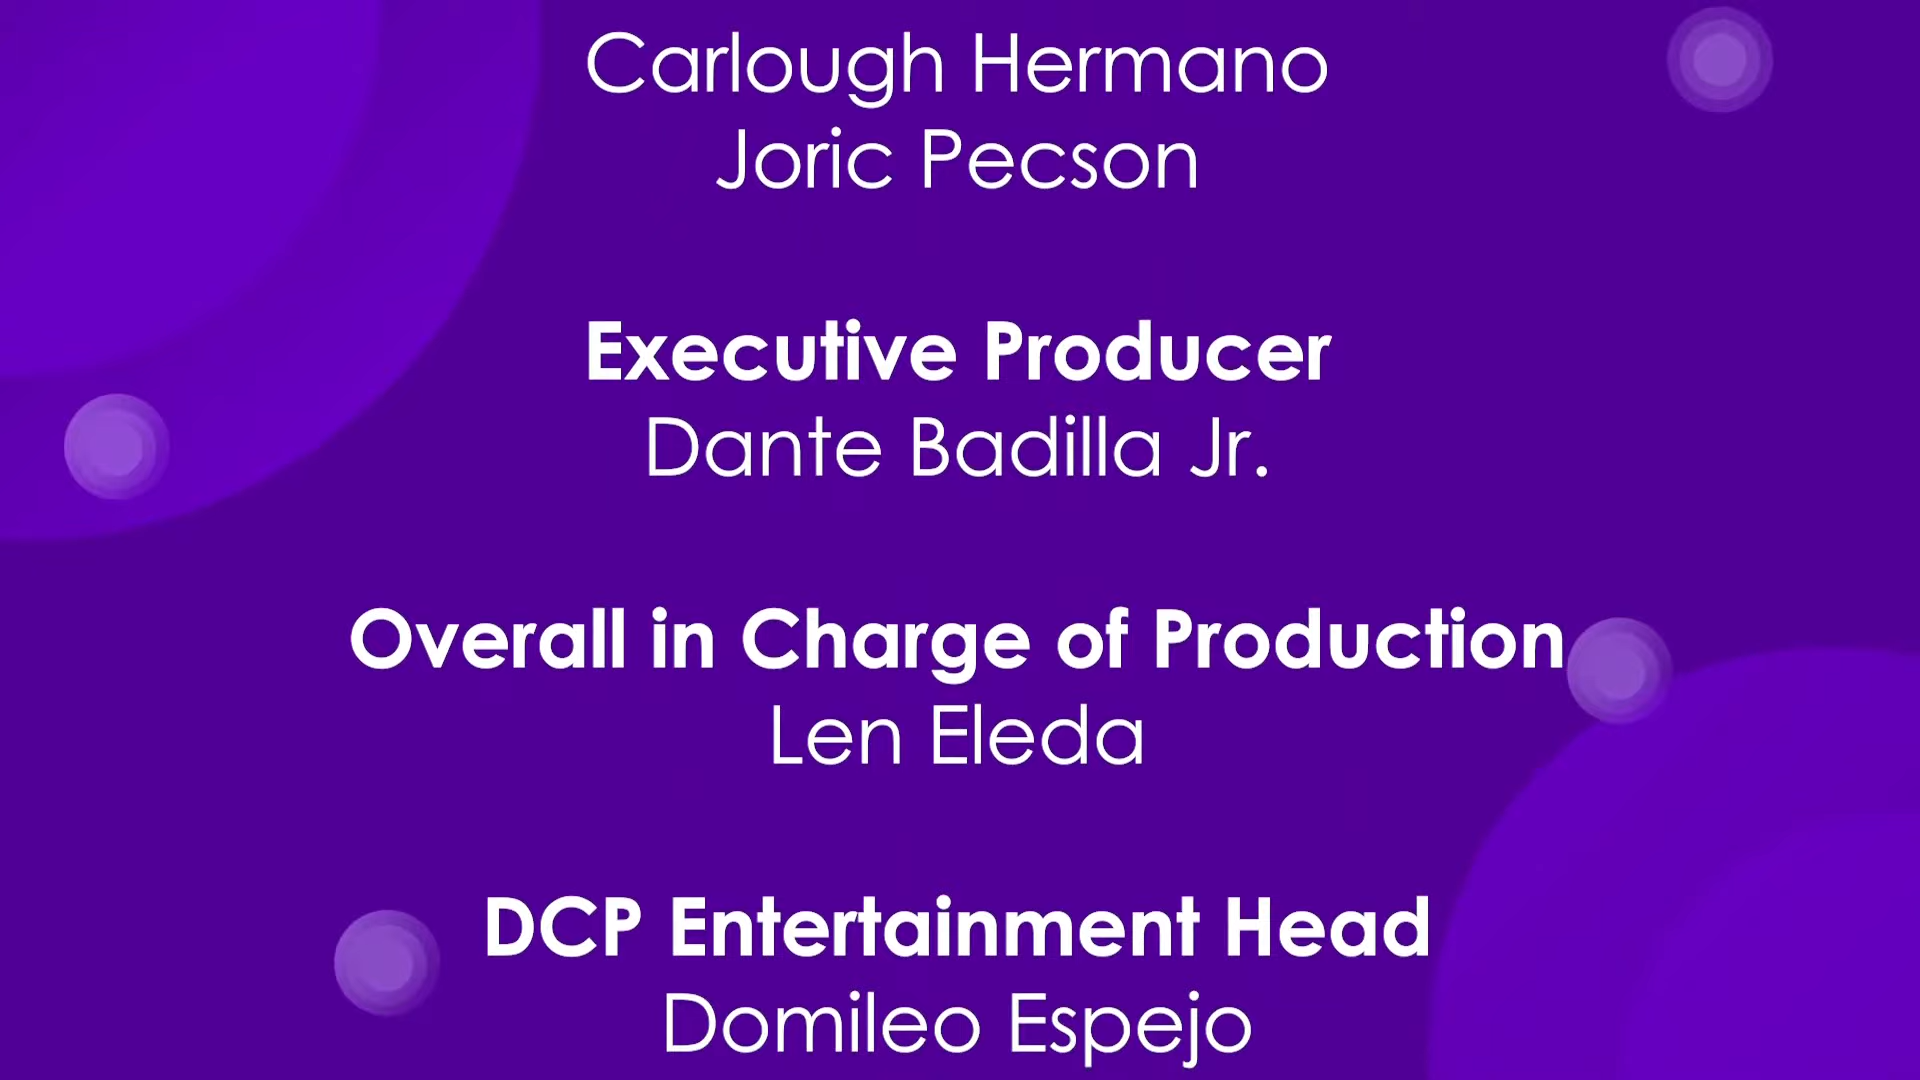 Carlough Hermano
Joric Pecson
Executive Producer
Dante Badilla Jr.
Overall in Charge of Production
Len Eleda
DCP Entertainment Head
Domileo Espejo